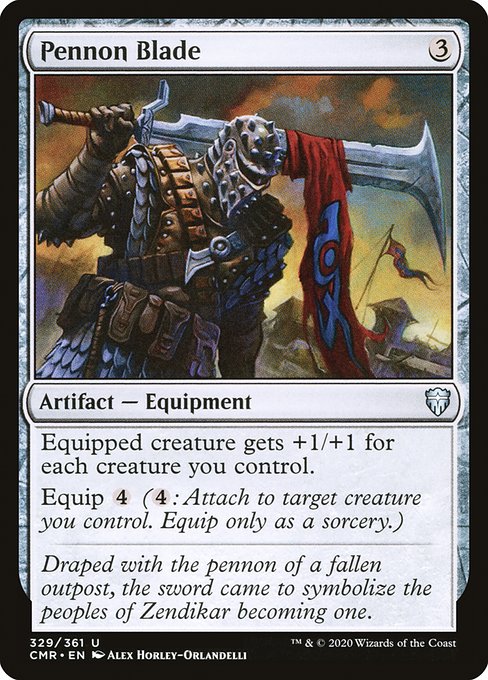 Pennon Blade 3
Artifact — Equipment
Equipped creature gets +1/+1 for
each creature you control.
Equip 4 (4: Attach to target creature
you control. Equip only as a sorcery.)
Draped with the pennon of a fallen
outpost, the sword came to symbolize the
peoples of Zendikar becoming one.
329/361 U
™ & © 2020 Wizards of the Coast
CMR • EN Alex Horley-Orlandelli